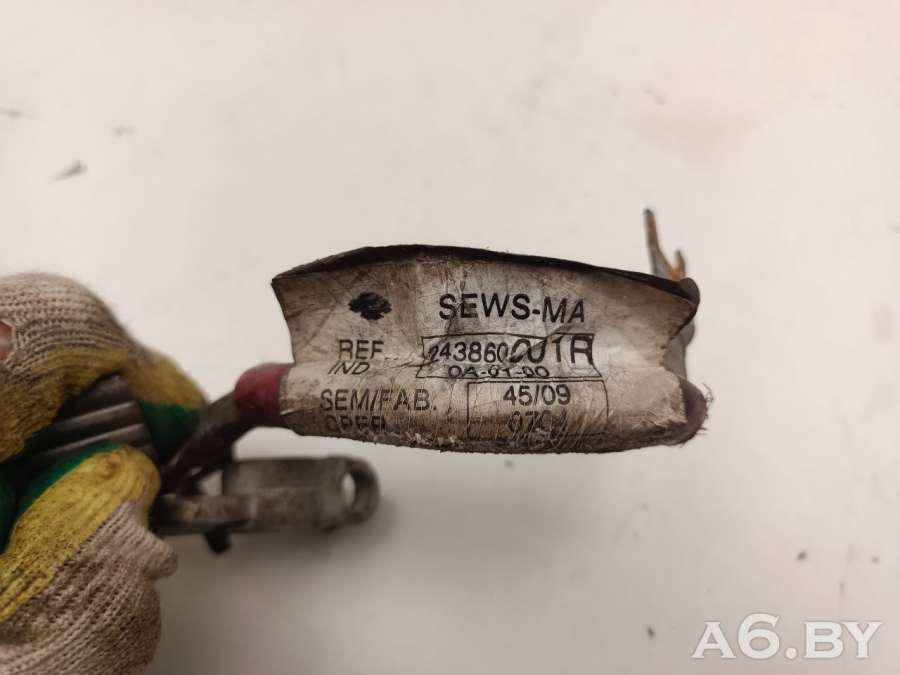 SEWS-MA
REF. 243860001R
IND 0A-01-00
SEM/FAB. 45/09
OPER
A6.BY